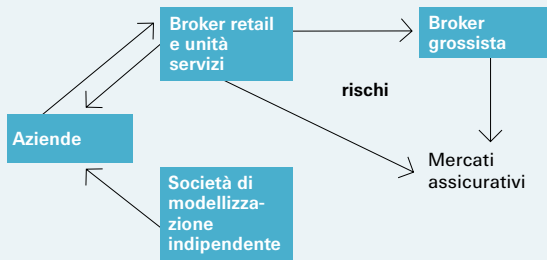 Broker retail
e unità
servizi
Broker
grossista
rischi
Aziende
Mercati
assicurativi
Società di
modellizza-
zione
indipendente